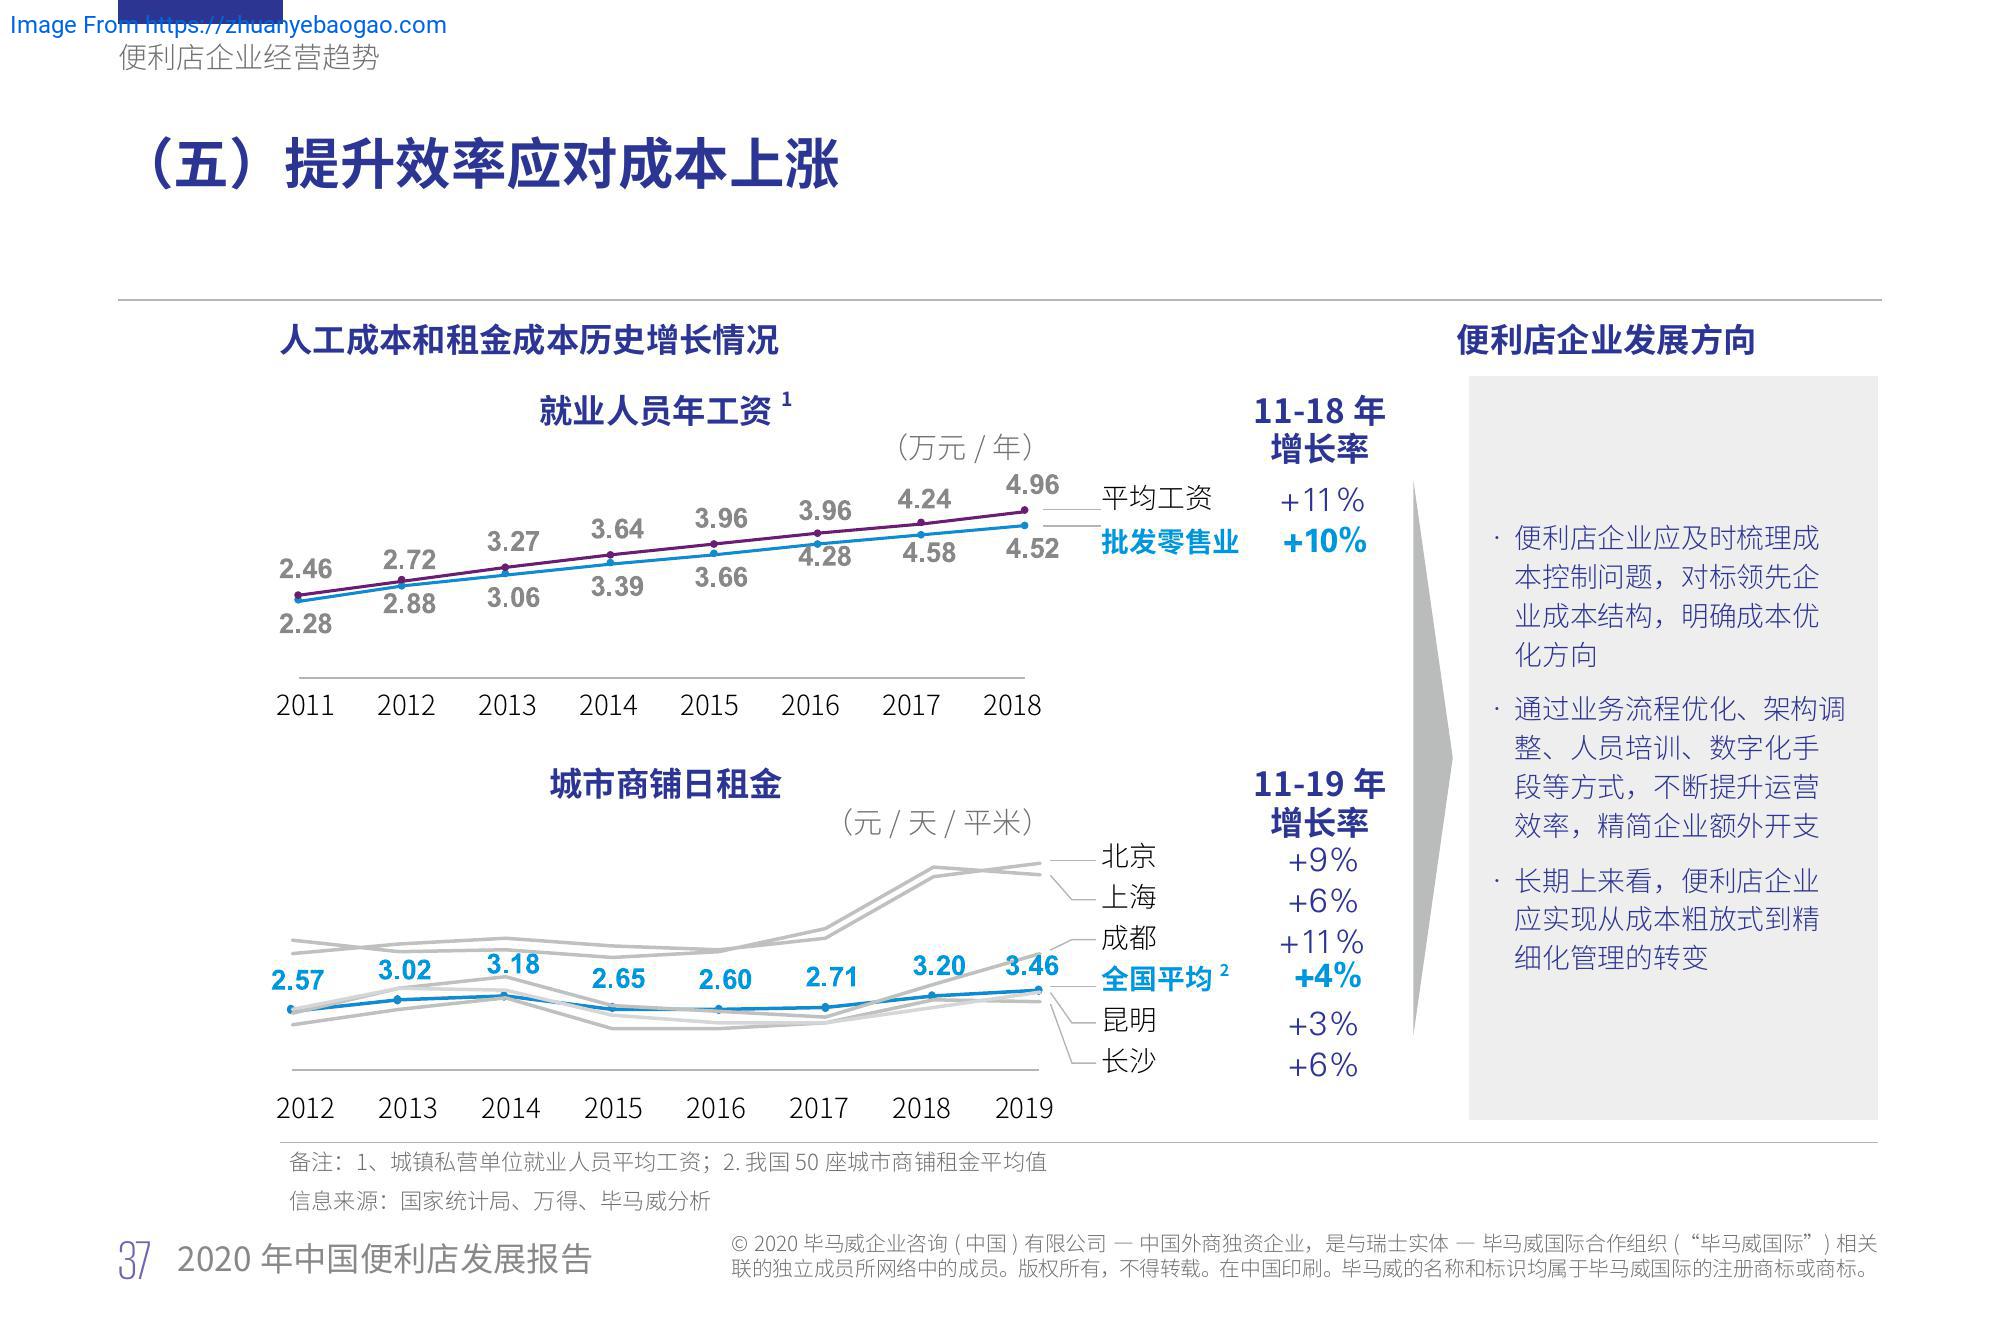 Image From https://zhuanyebaogao.com
便利店企业经营趋势
（五）提升效率应对成本上涨
人工成本和租金成本历史增长情况
就业人员年工资 1
（万元 / 年）
11-18 年
增长率
2.46 2.72 3.27 3.64 3.96 3.96 4.24 4.96
2.28 2.88 3.06 3.39 3.66 4.28 4.58 4.52
平均工资 +11%
批发零售业 +10%
2011 2012 2013 2014 2015 2016 2017 2018
城市商铺日租金
（元 / 天 / 平米）
11-19 年
增长率
北京 +9%
上海 +6%
成都 +11%
2.57 3.02 3.18 2.65 2.60 2.71 3.20 3.46
全国平均 2 +4%
昆明 +3%
长沙 +6%
2012 2013 2014 2015 2016 2017 2018 2019
便利店企业发展方向
· 便利店企业应及时梳理成
本控制问题，对标领先企
业成本结构，明确成本优
化方向
· 通过业务流程优化、架构调
整、人员培训、数字化手
段等方式，不断提升运营
效率，精简企业额外开支
· 长期上来看，便利店企业
应实现从成本粗放式到精
细化管理的转变
备注：1、城镇私营单位就业人员平均工资；2. 我国 50 座城市商铺租金平均值
信息来源：国家统计局、万得、毕马威分析
37 2020 年中国便利店发展报告
© 2020 毕马威企业咨询 ( 中国 ) 有限公司 — 中国外商独资企业，是与瑞士实体 — 毕马威国际合作组织 (“毕马威国际” ) 相关
联的独立成员所网络中的成员。版权所有，不得转载。在中国印刷。毕马威的名称和标识均属于毕马威国际的注册商标或商标。